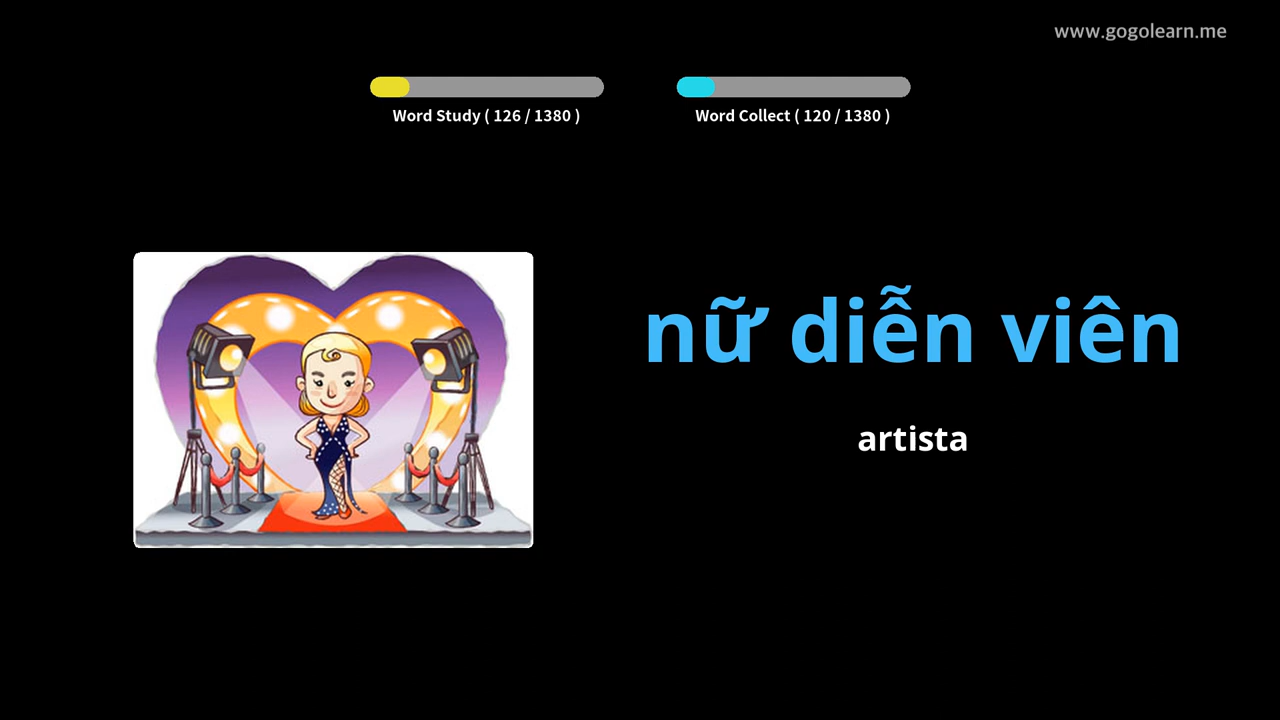 www.gogolearn.me
Word Study ( 126 / 1380 )
Word Collect ( 120 / 1380 )
nữ diễn viên
artista